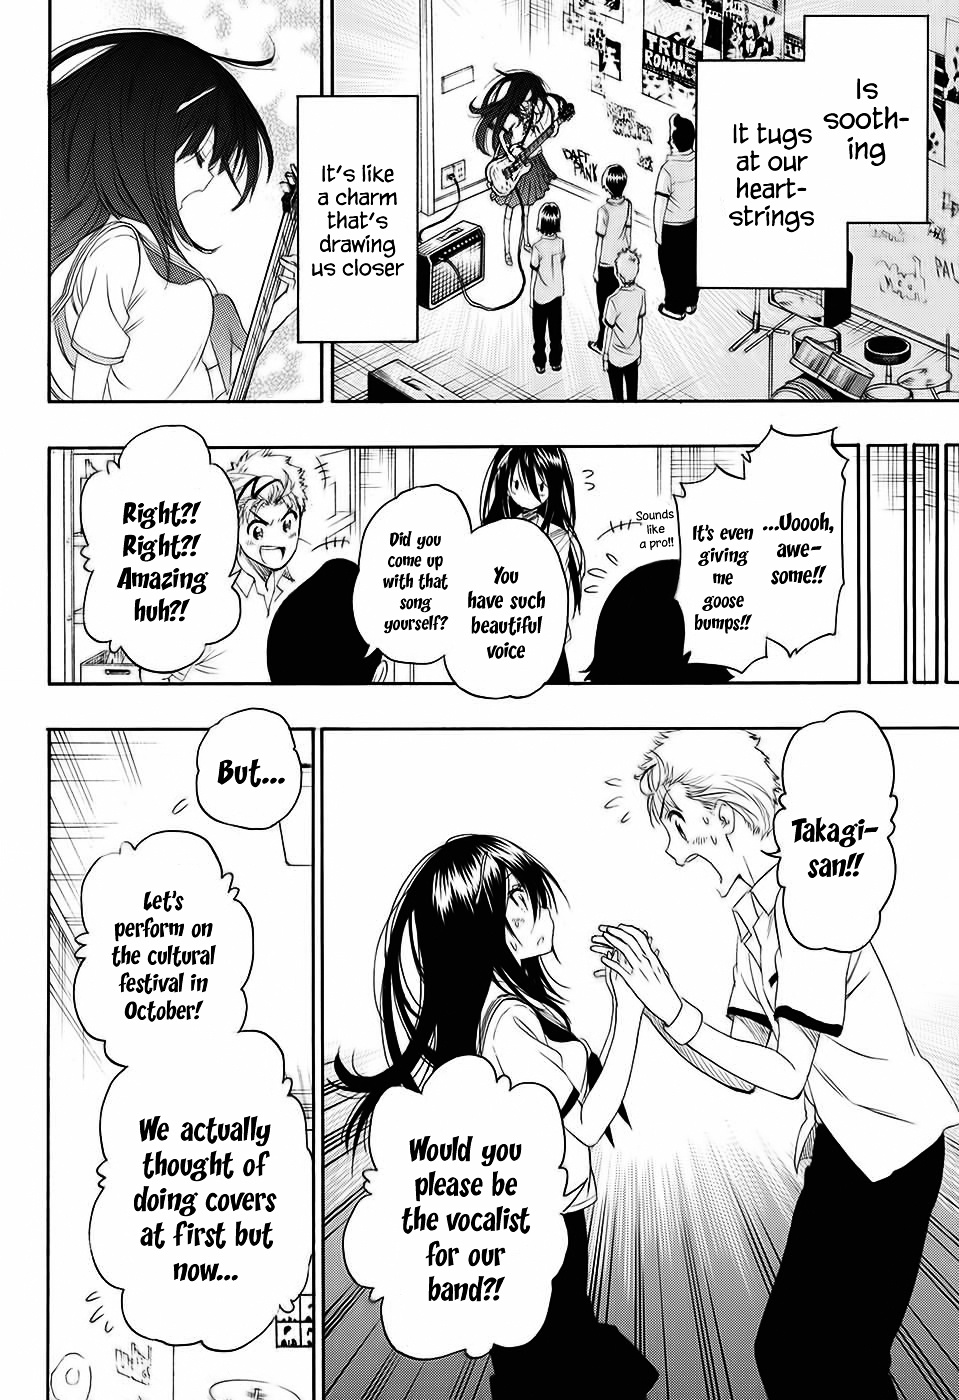 Is
sooth-
ing
It tugs
at our
heart-
strings
TRUE
ROMANCE
DAFT
PANK
It's like
a charm
that's
drawing
us closer
...Uoooh,
awe-
some!!
It's even
giving
me
goose
bumps!!
Sounds
like
a pro!!
You
have such
beautiful
voice
Did you
come up
with that
song
yourself?
Right?!
Right?!
Amazing
huh?!
Takagi-
san!!
Would you
please be
the vocalist
for our
band?!
But...
Let's
perform on
the cultural
festival in
October!
We actually
thought of
doing covers
at first but
now...